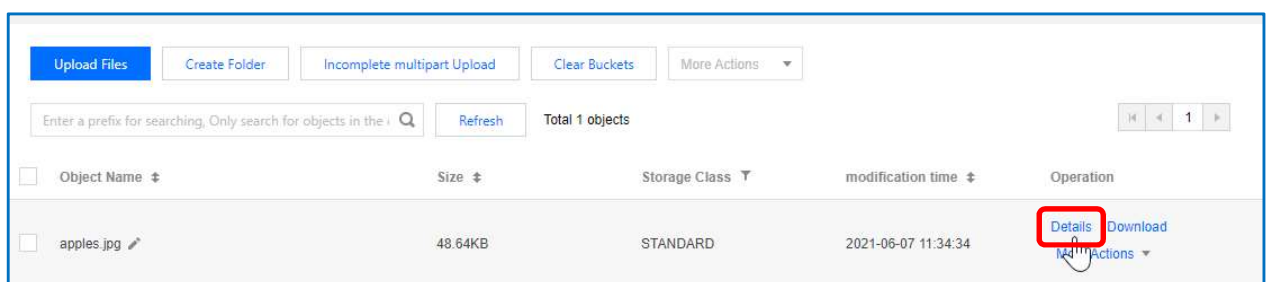 Upload Files Create Folder Incomplete multipart Upload Clear Buckets More Actions
Enter a prefix for searching, Only search for objects in the Refresh Total 1 objects 1
Object Name Size Storage Class modification time Operation
apples.jpg 48.64KB STANDARD 2021-06-07 11:34:34 Details Download
Actions